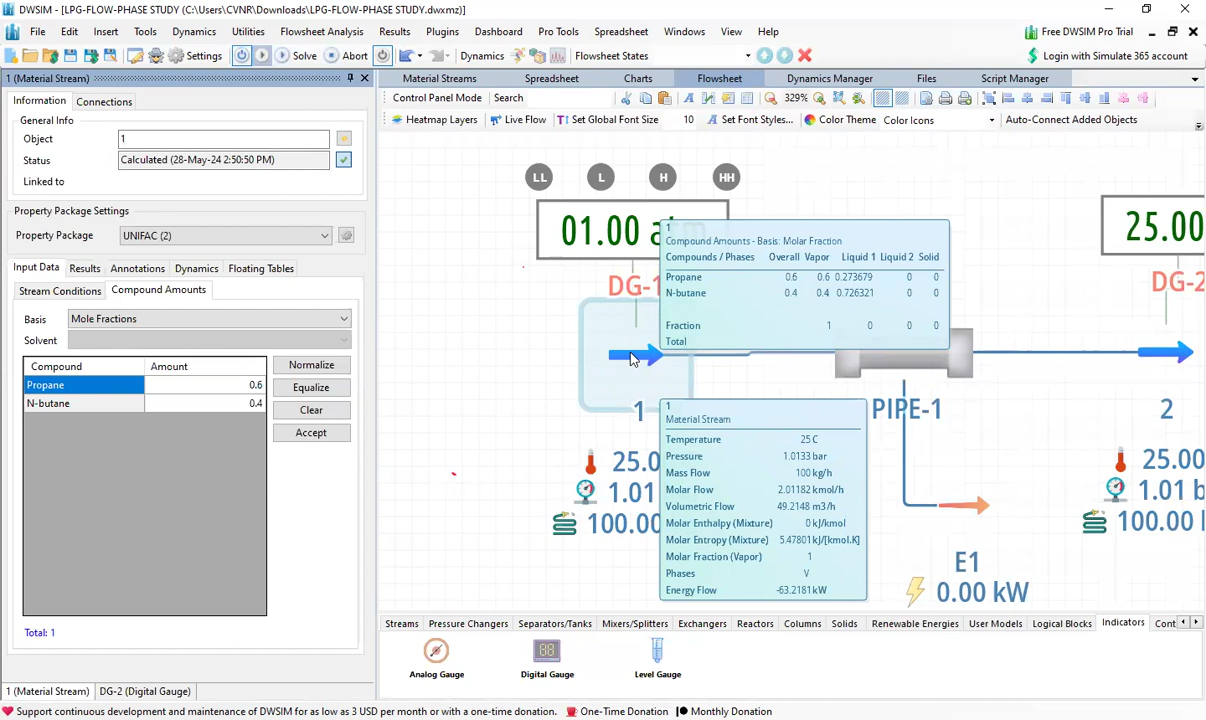 DWSIM - [LPG-FLOW-PHASE STUDY (C:\Users\CVNR\Downloads\LPG-FLOW-PHASE STUDY.dwxmz)]
File Edit Insert Tools Dynamics Utilities Flowsheet Analysis Results Plugins Dashboard Pro Tools Spreadsheet Windows View Help Free DWSIM Pro Trial
Settings Solve Abort Dynamics Flowsheet States Login with Simulate 365 account
1 (Material Stream)
Material Streams Spreadsheet Charts Flowsheet Dynamics Manager Files Script Manager
Information Connections
Control Panel Mode Search 329%
Heatmap Layers Live Flow Set Global Font Size 10 Set Font Styles... Color Theme Color Icons Auto-Connect Added Objects
General Info
Object 1
Status Calculated (28-May-24 2:50:50 PM)
Linked to
Property Package Settings
Property Package UNIFAC (2)
Input Data Results Annotations Dynamics Floating Tables
Stream Conditions Compound Amounts
Basis Mole Fractions
Solvent
Compound Amount
Propane 0.6
N-butane 0.4
Normalize
Equalize
Clear
Accept
Total: 1
1 (Material Stream) DG-2 (Digital Gauge)
LL L H HH
01.00 atm
DG-1
25.00
DG-2
1
Compound Amounts - Basis: Molar Fraction
Compounds / Phases Overall Vapor Liquid 1 Liquid 2 Solid
Propane 0.6 0.6 0.273679 0 0
N-butane 0.4 0.4 0.726321 0 0
Fraction 1 0 0 0
Total
1
PIPE-1
2
25.0
1.01
100.00
1
Material Stream
Temperature 25 C
Pressure 1.0133 bar
Mass Flow 100 kg/h
Molar Flow 2.01182 kmol/h
Volumetric Flow 49.2148 m3/h
Molar Enthalpy (Mixture) 0 kJ/kmol
Molar Entropy (Mixture) 5.47801 kJ/[kmol.K]
Molar Fraction (Vapor) 1
Phases V
Energy Flow -63.2181 kW
E1
0.00 kW
25.00
1.01 b
100.00
Streams Pressure Changers Separators/Tanks Mixers/Splitters Exchangers Reactors Columns Solids Renewable Energies User Models Logical Blocks Indicators Cont
88
Analog Gauge Digital Gauge Level Gauge
Support continuous development and maintenance of DWSIM for as low as 3 USD per month or with a one-time donation. One-Time Donation Monthly Donation